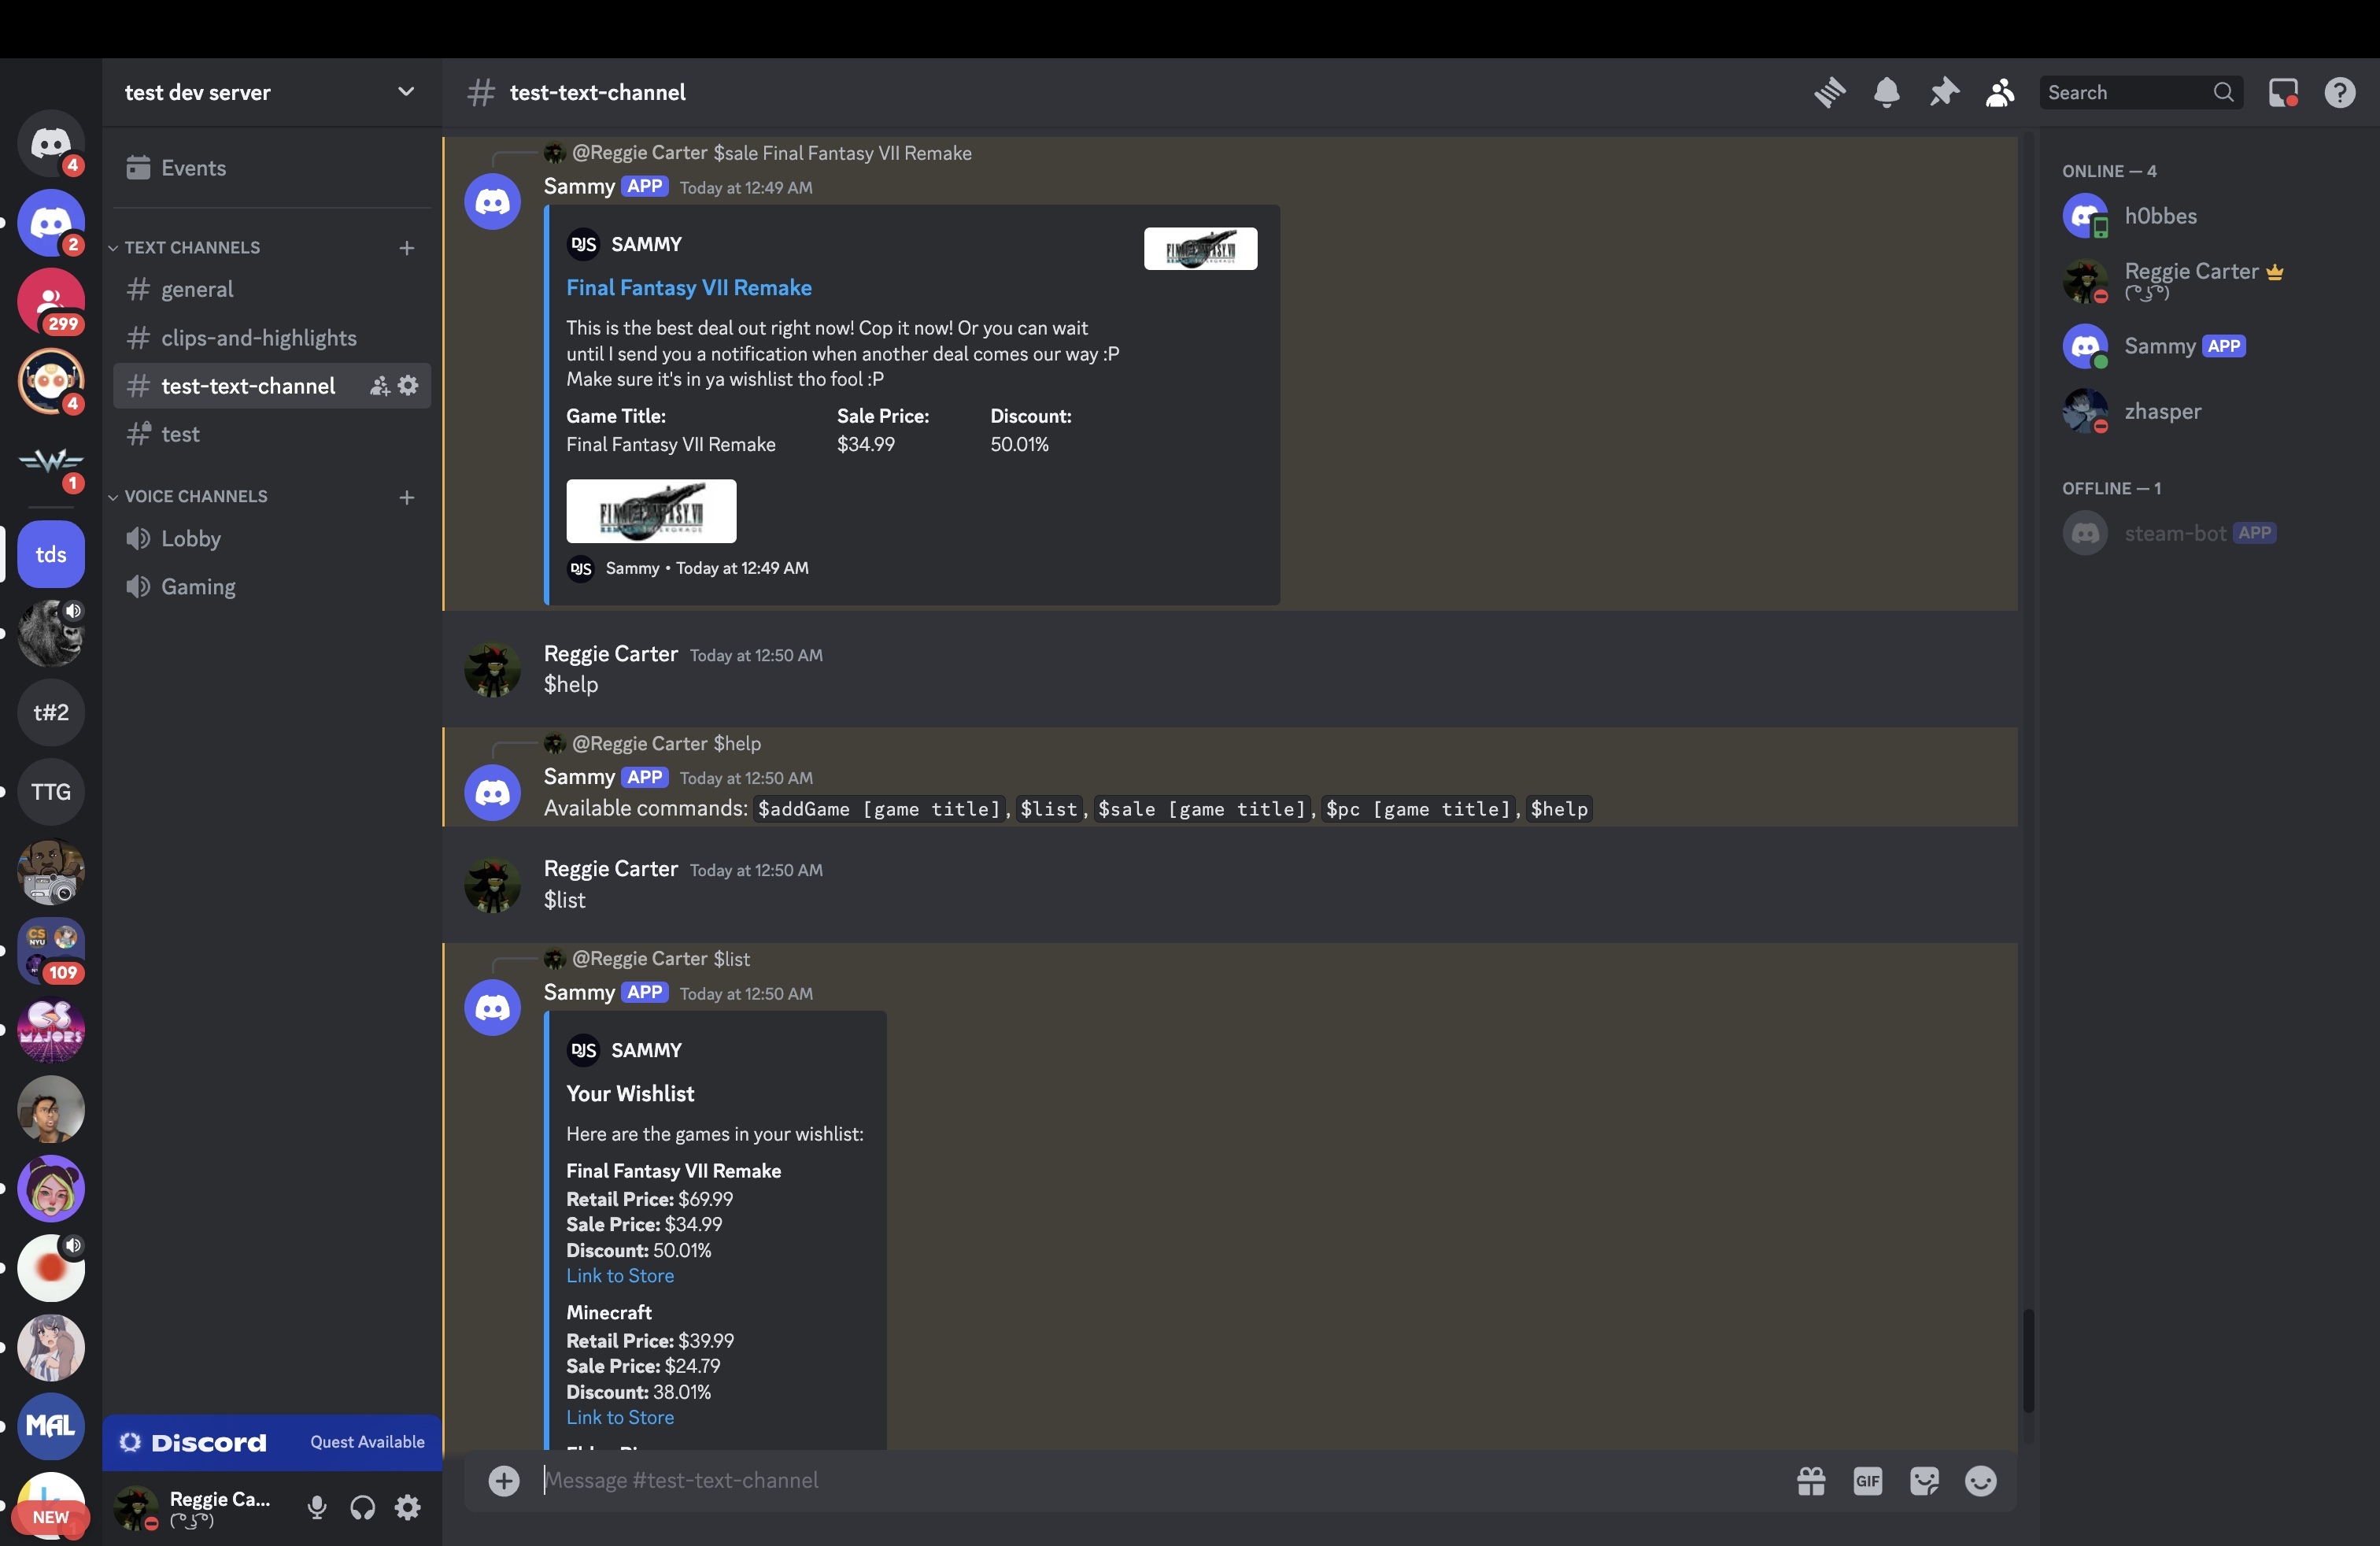 test dev server
test-text-channel
Search
4
2
299
4
1
tds
t#2
TTG
CS
NYU
109
CS
MAJORS
MAL
NEW
Events
TEXT CHANNELS
general
clips-and-highlights
test-text-channel
test
VOICE CHANNELS
Lobby
Gaming
Discord
Quest Available
Reggie Ca...
@Reggie Carter $sale Final Fantasy VII Remake
Sammy APP Today at 12:49 AM
DJS SAMMY
Final Fantasy VII Remake
This is the best deal out right now! Cop it now! Or you can wait
until I send you a notification when another deal comes our way :P
Make sure it's in ya wishlist tho fool :P
Game Title: Sale Price: Discount:
Final Fantasy VII Remake $34.99 50.01%
FINAL FANTASY VII
DJS Sammy • Today at 12:49 AM
Reggie Carter Today at 12:50 AM
$help
@Reggie Carter $help
Sammy APP Today at 12:50 AM
Available commands: $addGame [game title], $list, $sale [game title], $pc [game title], $help
Reggie Carter Today at 12:50 AM
$list
@Reggie Carter $list
Sammy APP Today at 12:50 AM
DJS SAMMY
Your Wishlist
Here are the games in your wishlist:
Final Fantasy VII Remake
Retail Price: $69.99
Sale Price: $34.99
Discount: 50.01%
Link to Store
Minecraft
Retail Price: $39.99
Sale Price: $24.79
Discount: 38.01%
Link to Store
Message #test-text-channel
GIF
ONLINE — 4
h0bbes
Reggie Carter
( ͡° ͜ʖ ͡°)
Sammy APP
zhasper
OFFLINE — 1
steam-bot APP